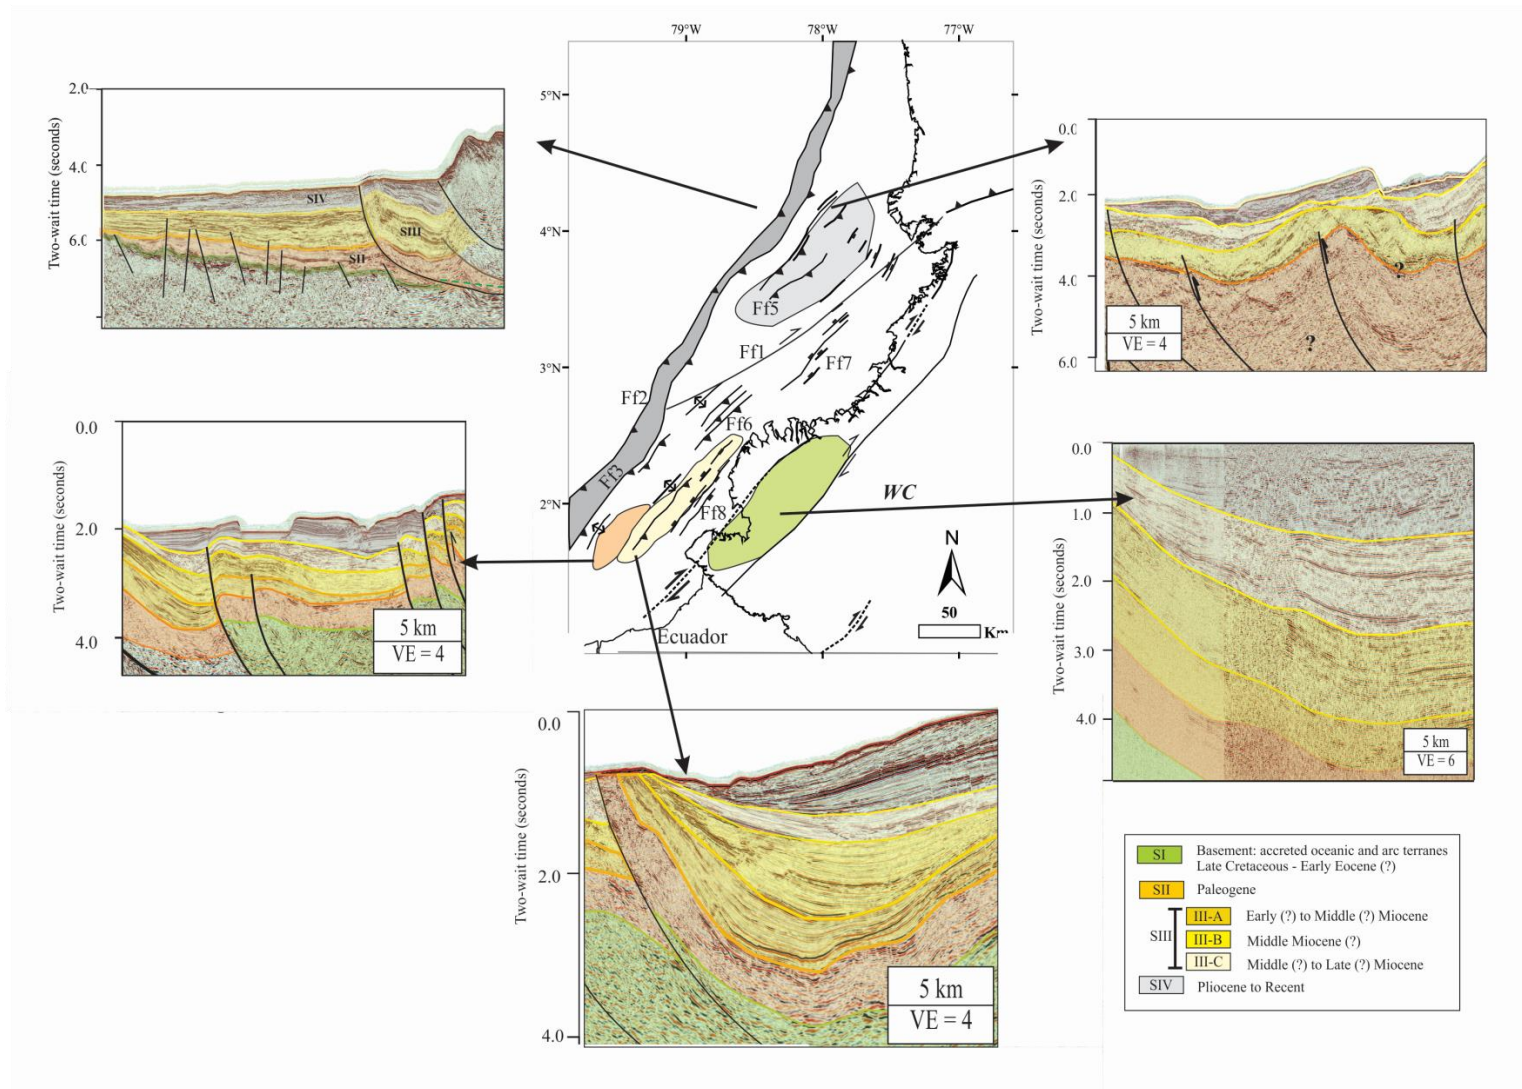 79°W
78°W
77°W
5°N
4°N
3°N
2°N
Ff5
Ff1
Ff7
Ff2
Ff6
Ff3
Ff8
WC
N
50
Km
Ecuador
Two-wait time (seconds)
2.0
4.0
6.0
SIV
SIII
SII
Two-wait time (seconds)
0.0
2.0
4.0
6.0
?
?
5 km
VE = 4
Two-wait time (seconds)
0.0
2.0
4.0
5 km
VE = 4
Two-wait time (seconds)
0.0
1.0
2.0
3.0
4.0
5 km
VE = 6
Two-wait time (seconds)
0.0
2.0
4.0
5 km
VE = 4
SI Basement: accreted oceanic and arc terranes
Late Cretaceous - Early Eocene (?)
SII Paleogene
SIII
III-A Early (?) to Middle (?) Miocene
III-B Middle Miocene (?)
III-C Middle (?) to Late (?) Miocene
SIV Pliocene to Recent